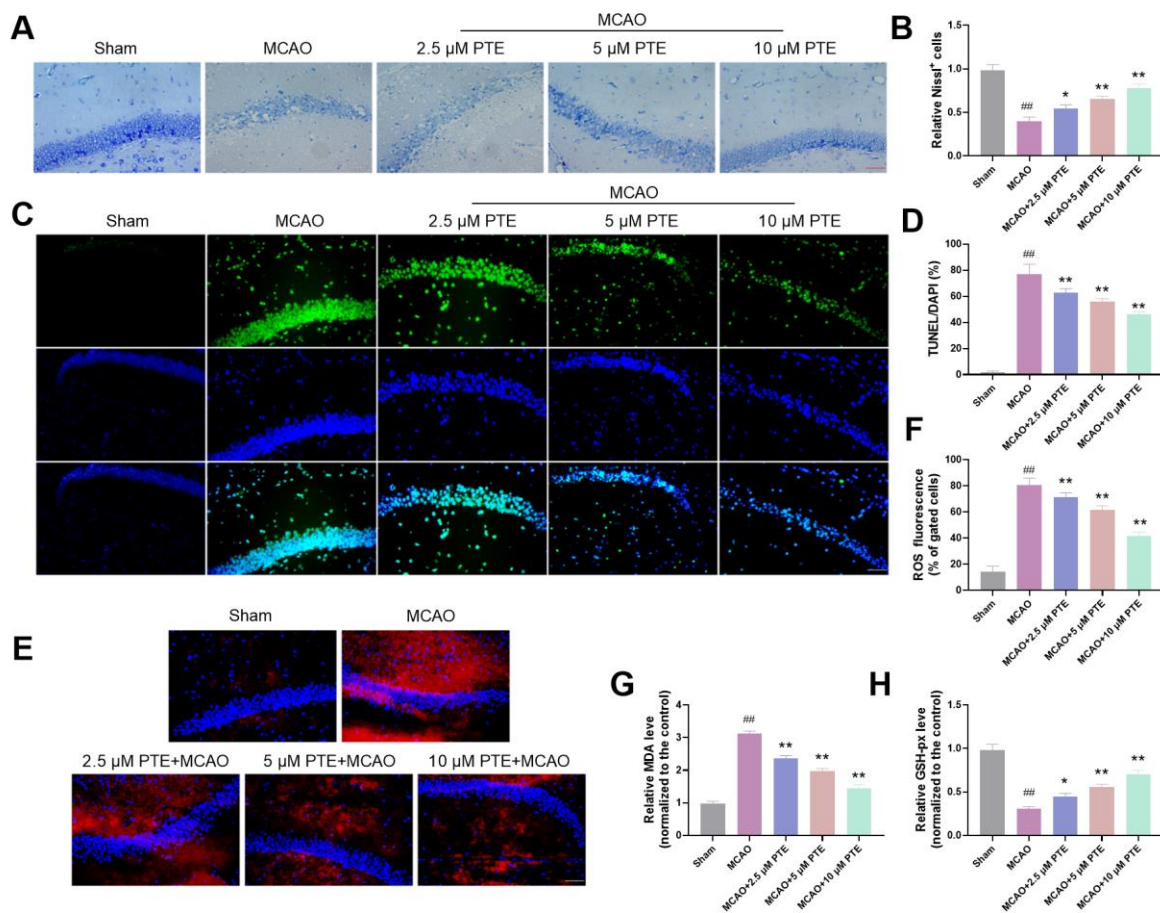 A
MCAO
Sham
MCAO
2.5 µM PTE
5 µM PTE
10 µM PTE
B
Relative Nissl⁺ cells
1.5
1.0
0.5
0.0
##
*
**
**
Sham
MCAO
MCAO+2.5 µM PTE
MCAO+5 µM PTE
MCAO+10 µM PTE
C
MCAO
Sham
MCAO
2.5 µM PTE
5 µM PTE
10 µM PTE
D
TUNEL/DAPI (%)
100
80
60
40
20
0
##
**
**
**
Sham
MCAO
MCAO+2.5 µM PTE
MCAO+5 µM PTE
MCAO+10 µM PTE
F
ROS fluorescence
(% of gated cells)
100
80
60
40
20
0
##
**
**
**
Sham
MCAO
MCAO+2.5 µM PTE
MCAO+5 µM PTE
MCAO+10 µM PTE
E
Sham
MCAO
2.5 µM PTE+MCAO
5 µM PTE+MCAO
10 µM PTE+MCAO
G
Relative MDA leve
(normalized to the control)
4
3
2
1
0
##
**
**
**
Sham
MCAO
MCAO+2.5 µM PTE
MCAO+5 µM PTE
MCAO+10 µM PTE
H
Relative GSH-px level
(normalized to the control)
1.5
1.0
0.5
0.0
##
*
**
**
Sham
MCAO
MCAO+2.5 µM PTE
MCAO+5 µM PTE
MCAO+10 µM PTE